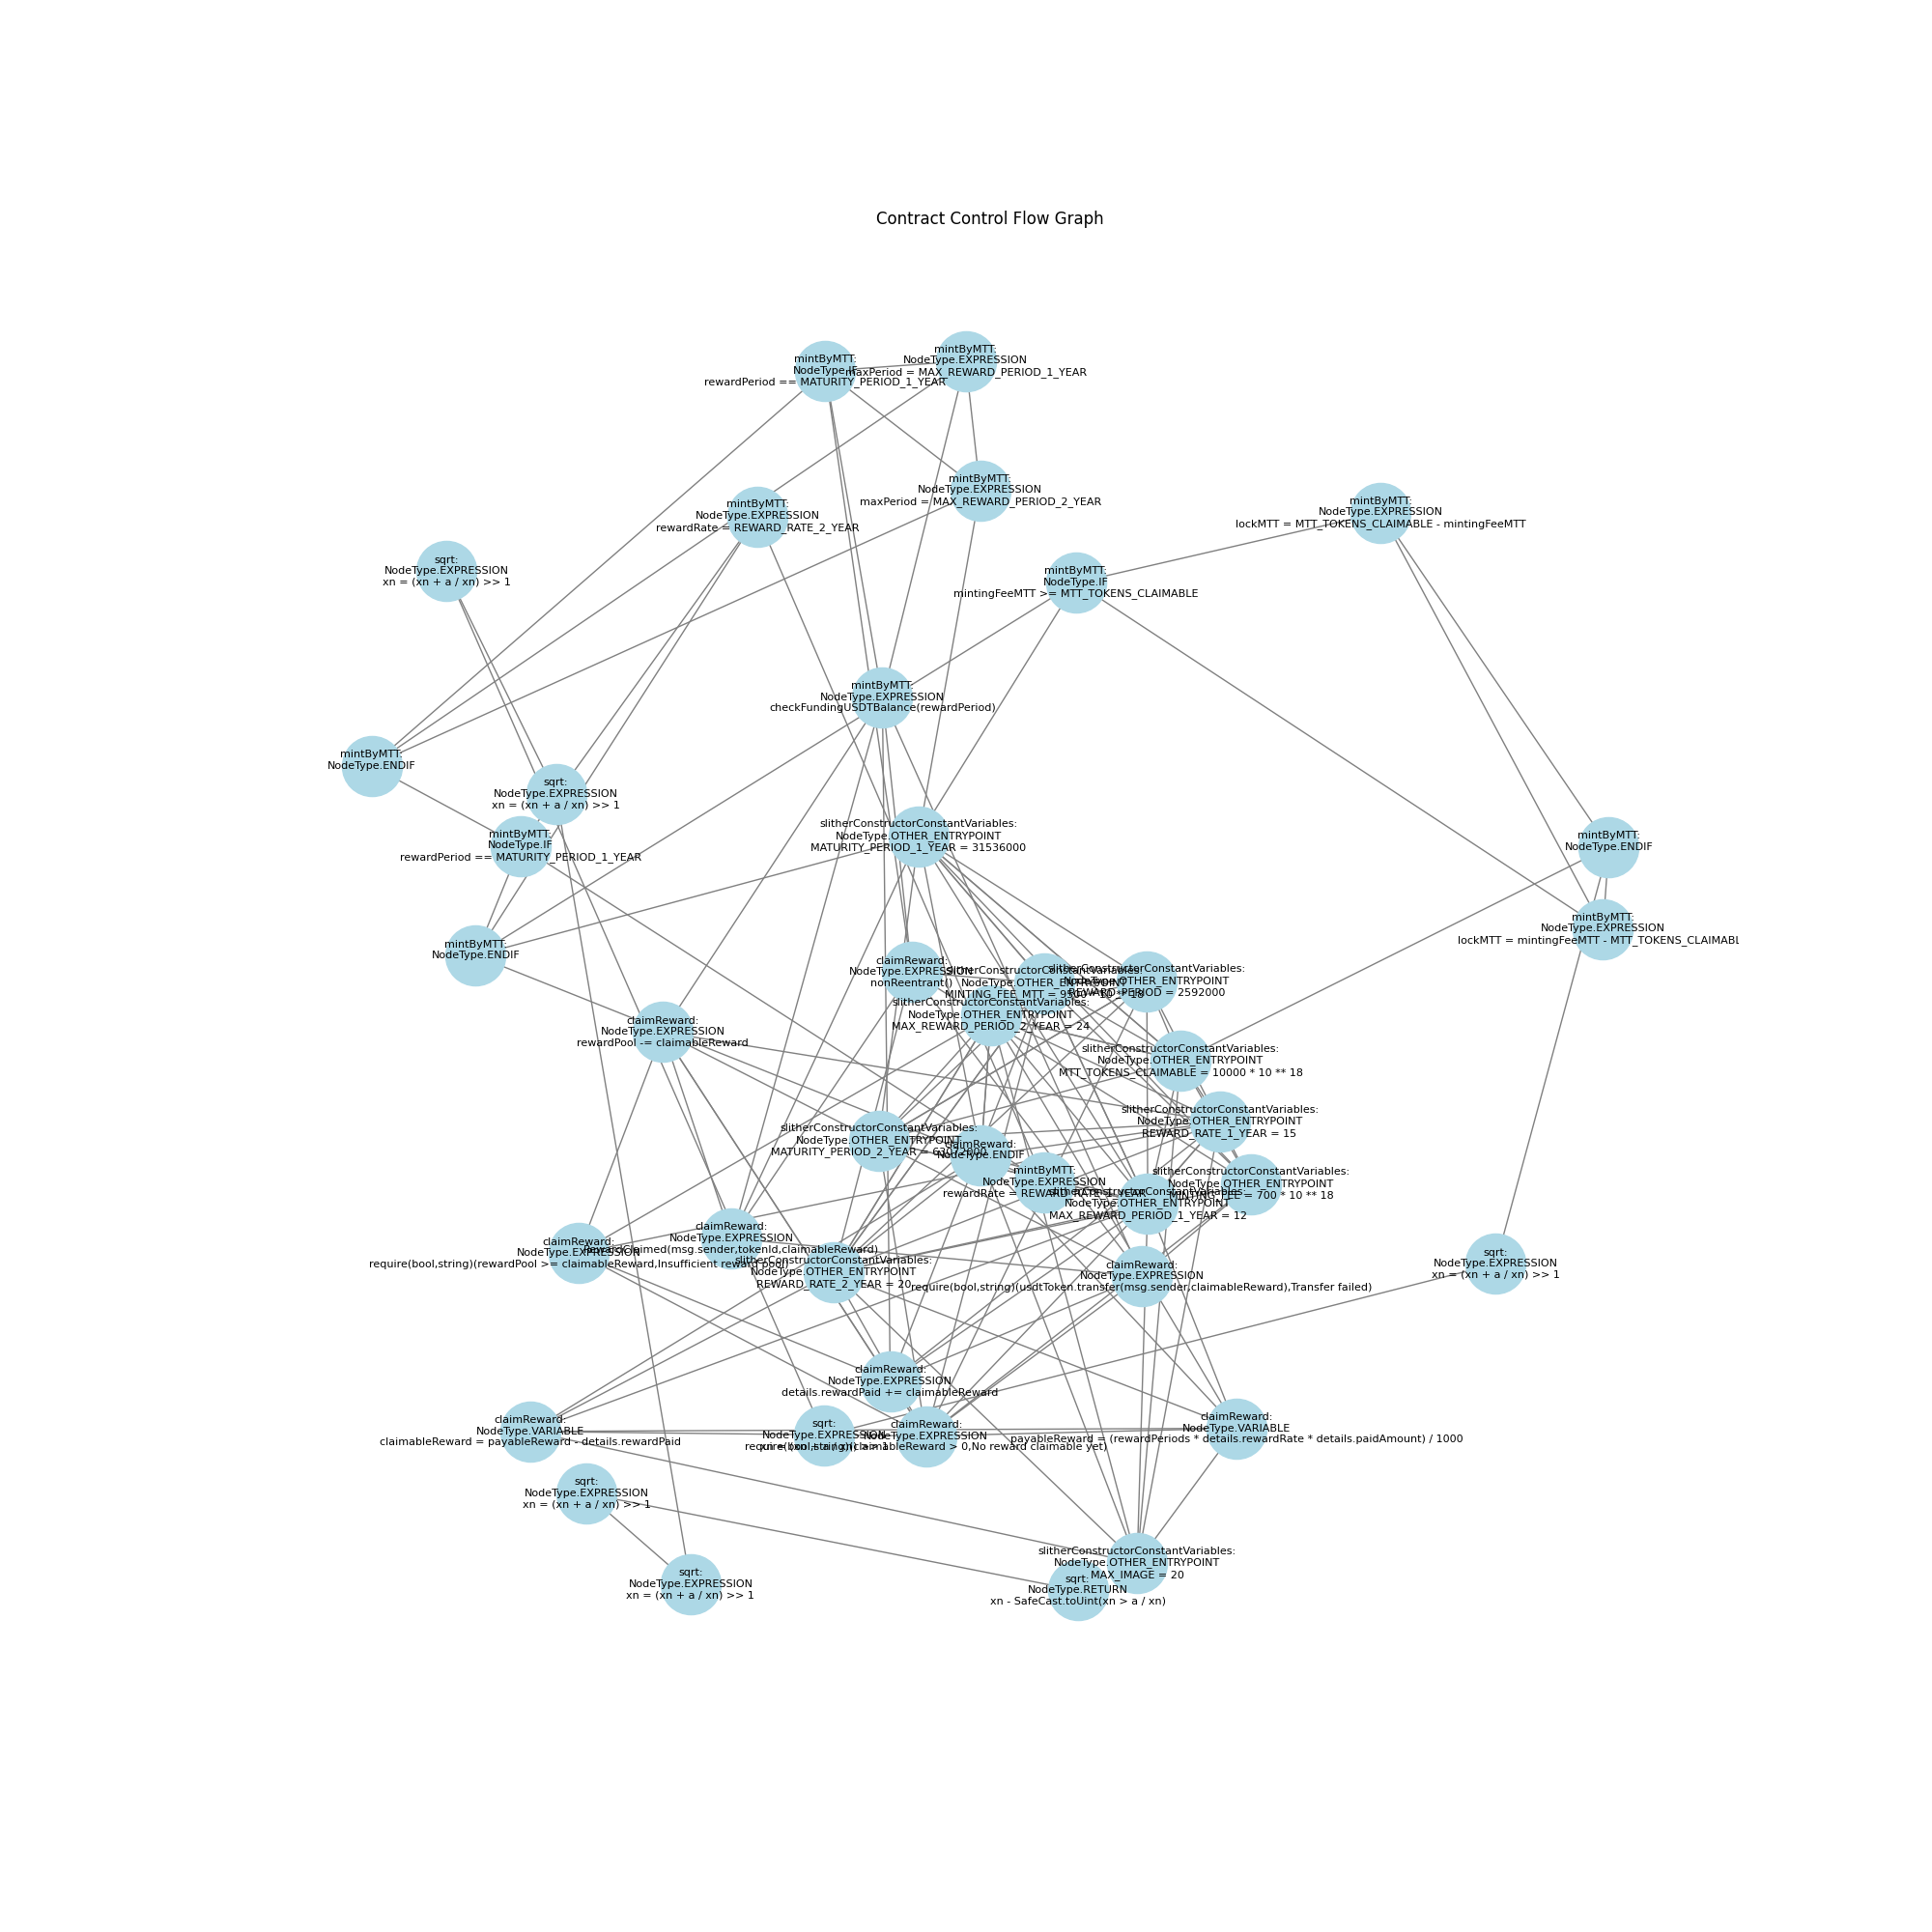 Contract Control Flow Graph
mintByMTT:
NodeType.IF
rewardPeriod == MATURITY_PERIOD_1_YEAR
mintByMTT:
NodeType.EXPRESSION
maxPeriod = MAX_REWARD_PERIOD_1_YEAR
mintByMTT:
NodeType.EXPRESSION
maxPeriod = MAX_REWARD_PERIOD_2_YEAR
mintByMTT:
NodeType.EXPRESSION
rewardRate = REWARD_RATE_2_YEAR
mintByMTT:
NodeType.EXPRESSION
lockMTT = MTT_TOKENS_CLAIMABLE - mintingFeeMTT
sqrt:
NodeType.EXPRESSION
xn = (xn + a / xn) >> 1
mintByMTT:
NodeType.IF
mintingFeeMTT >= MTT_TOKENS_CLAIMABLE
mintByMTT:
NodeType.EXPRESSION
checkFundingUSDTBalance(rewardPeriod)
mintByMTT:
NodeType.ENDIF
sqrt:
NodeType.EXPRESSION
xn = (xn + a / xn) >> 1
mintByMTT:
NodeType.IF
rewardPeriod == MATURITY_PERIOD_1_YEAR
slitherConstructorConstantVariables:
NodeType.OTHER_ENTRYPOINT
MATURITY_PERIOD_1_YEAR = 31536000
mintByMTT:
NodeType.ENDIF
mintByMTT:
NodeType.EXPRESSION
lockMTT = mintingFeeMTT - MTT_TOKENS_CLAIMABL
mintByMTT:
NodeType.ENDIF
claimReward:
NodeType.EXPRESSION
nonReentrant()
slitherConstructorConstantVariables:
NodeType.OTHER_ENTRYPOINT
MINTING_FEE_MTT =
slitherConstructorConstantVariables:
NodeType.OTHER_ENTRYPOINT
REWARD_PERIOD = 2592000
slitherConstructorConstantVariables:
NodeType.OTHER_ENTRYPOINT
MAX_REWARD_PERIOD_2_YEAR = 24
claimReward:
NodeType.EXPRESSION
rewardPool -= claimableReward
slitherConstructorConstantVariables:
NodeType.OTHER_ENTRYPOINT
MTT_TOKENS_CLAIMABLE = 10000 * 10 ** 18
slitherConstructorConstantVariables:
NodeType.OTHER_ENTRYPOINT
REWARD_RATE_1_YEAR = 15
slitherConstructorConstantVariables:
NodeType.OTHER_ENTRYPOINT
MATURITY_PERIOD_2_YEAR = 63072000
claimReward:
NodeType.ENDIF
mintByMTT:
NodeType.EXPRESSION
rewardRate = REWARD_RATE_1_YEAR
slitherConstructorConstantVariables:
NodeType.OTHER_ENTRYPOINT
MINTING_FEE = 700 * 10 ** 18
slitherConstructorConstantVariables:
NodeType.OTHER_ENTRYPOINT
MAX_REWARD_PERIOD_1_YEAR = 12
claimReward:
NodeType.EXPRESSION
RewardClaimed(msg.sender,tokenId,claimableReward)
claimReward:
NodeType.EXPRESSION
require(bool,string)(rewardPool >= claimableReward,Insufficient reward pool)
slitherConstructorConstantVariables:
NodeType.OTHER_ENTRYPOINT
REWARD_RATE_2_YEAR = 20
claimReward:
NodeType.EXPRESSION
require(bool,string)(usdtToken.transfer(msg.sender,claimableReward),Transfer failed)
sqrt:
NodeType.EXPRESSION
xn = (xn + a / xn) >> 1
claimReward:
NodeType.EXPRESSION
details.rewardPaid += claimableReward
claimReward:
NodeType.VARIABLE
claimableReward = payableReward - details.rewardPaid
sqrt:
NodeType.EXPRESSION
xn = (xn + a / xn) >> 1
claimReward:
NodeType.EXPRESSION
require(bool,string)(claimableReward > 0,No reward claimable yet)
claimReward:
NodeType.VARIABLE
payableReward = (rewardPeriods * details.rewardRate * details.paidAmount) / 1000
sqrt:
NodeType.EXPRESSION
xn = (xn + a / xn) >> 1
sqrt:
NodeType.EXPRESSION
xn = (xn + a / xn) >> 1
slitherConstructorConstantVariables:
NodeType.OTHER_ENTRYPOINT
MAX_IMAGE = 20
sqrt:
NodeType.RETURN
xn - SafeCast.toUint(xn > a / xn)